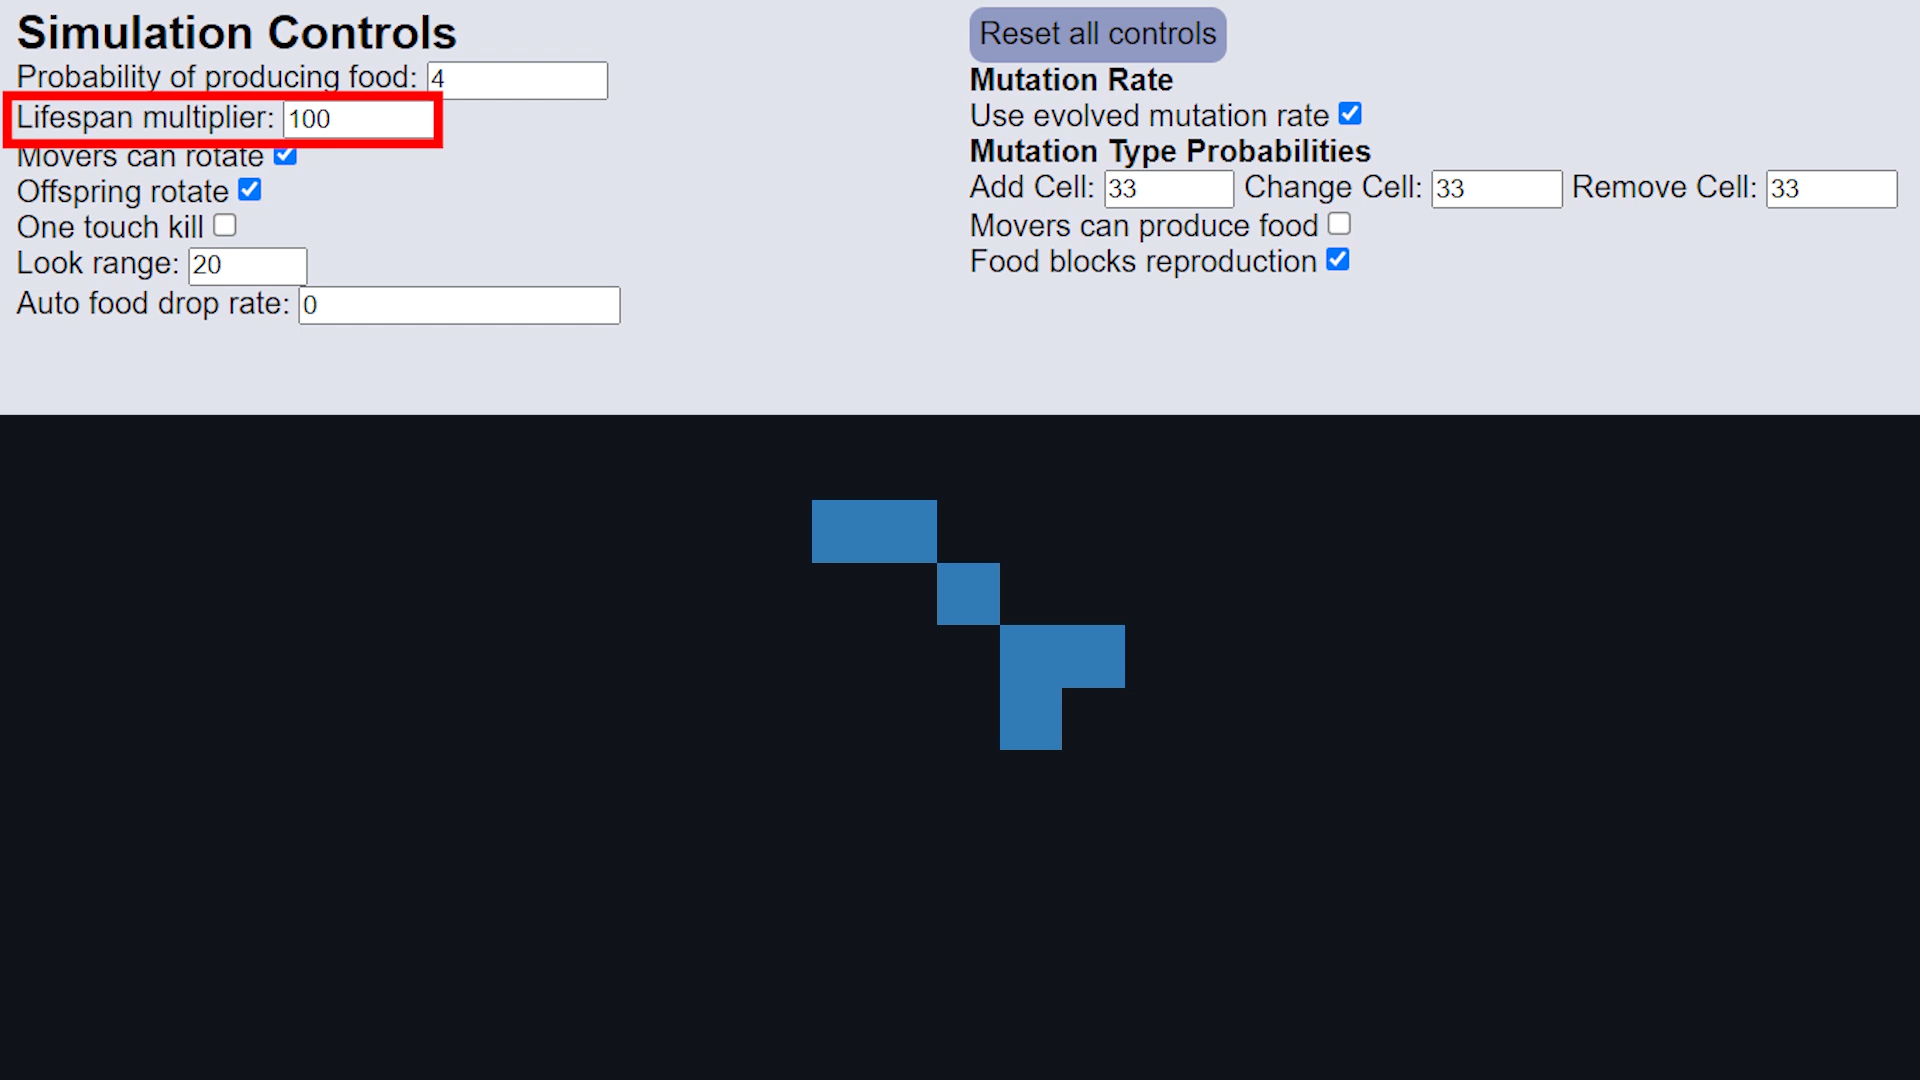 Simulation Controls
Probability of producing food: 4
Lifespan multiplier: 100
Movers can rotate
Offspring rotate
One touch kill
Look range: 20
Auto food drop rate: 0
Reset all controls
Mutation Rate
Use evolved mutation rate
Mutation Type Probabilities
Add Cell: 33 Change Cell: 33 Remove Cell: 33
Movers can produce food
Food blocks reproduction